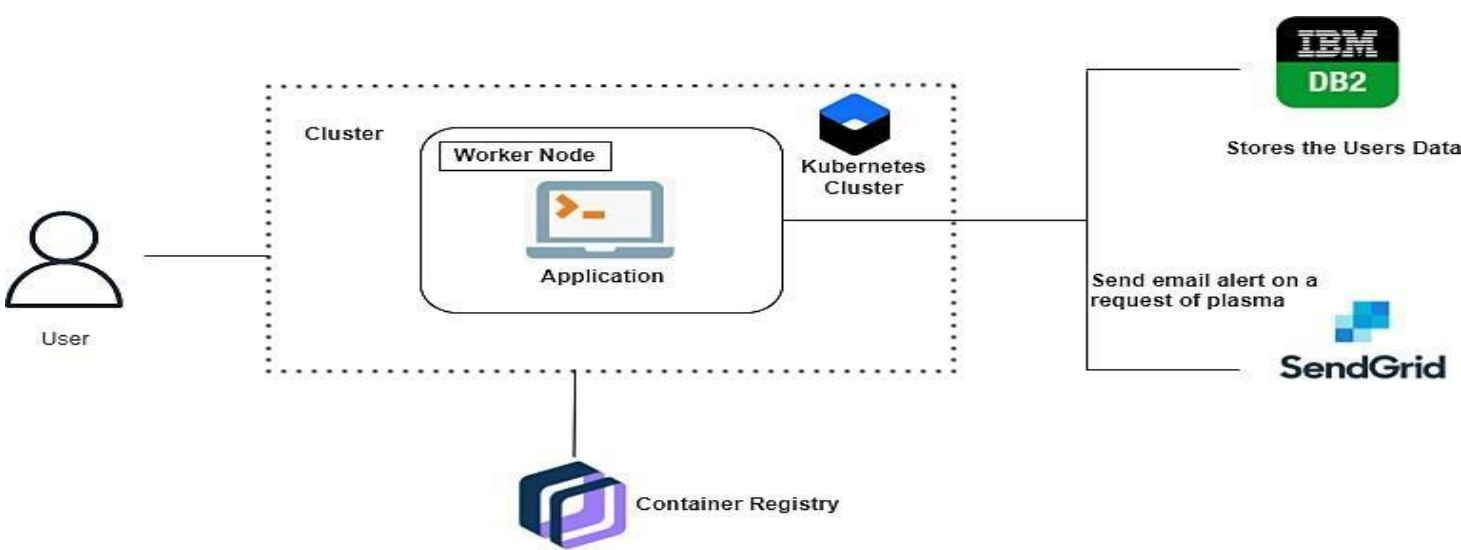 IBM
DB2
Stores the Users Data
Cluster
Worker Node
Kubernetes
Cluster
Application
User
Send email alert on a
request of plasma
SendGrid
Container Registry